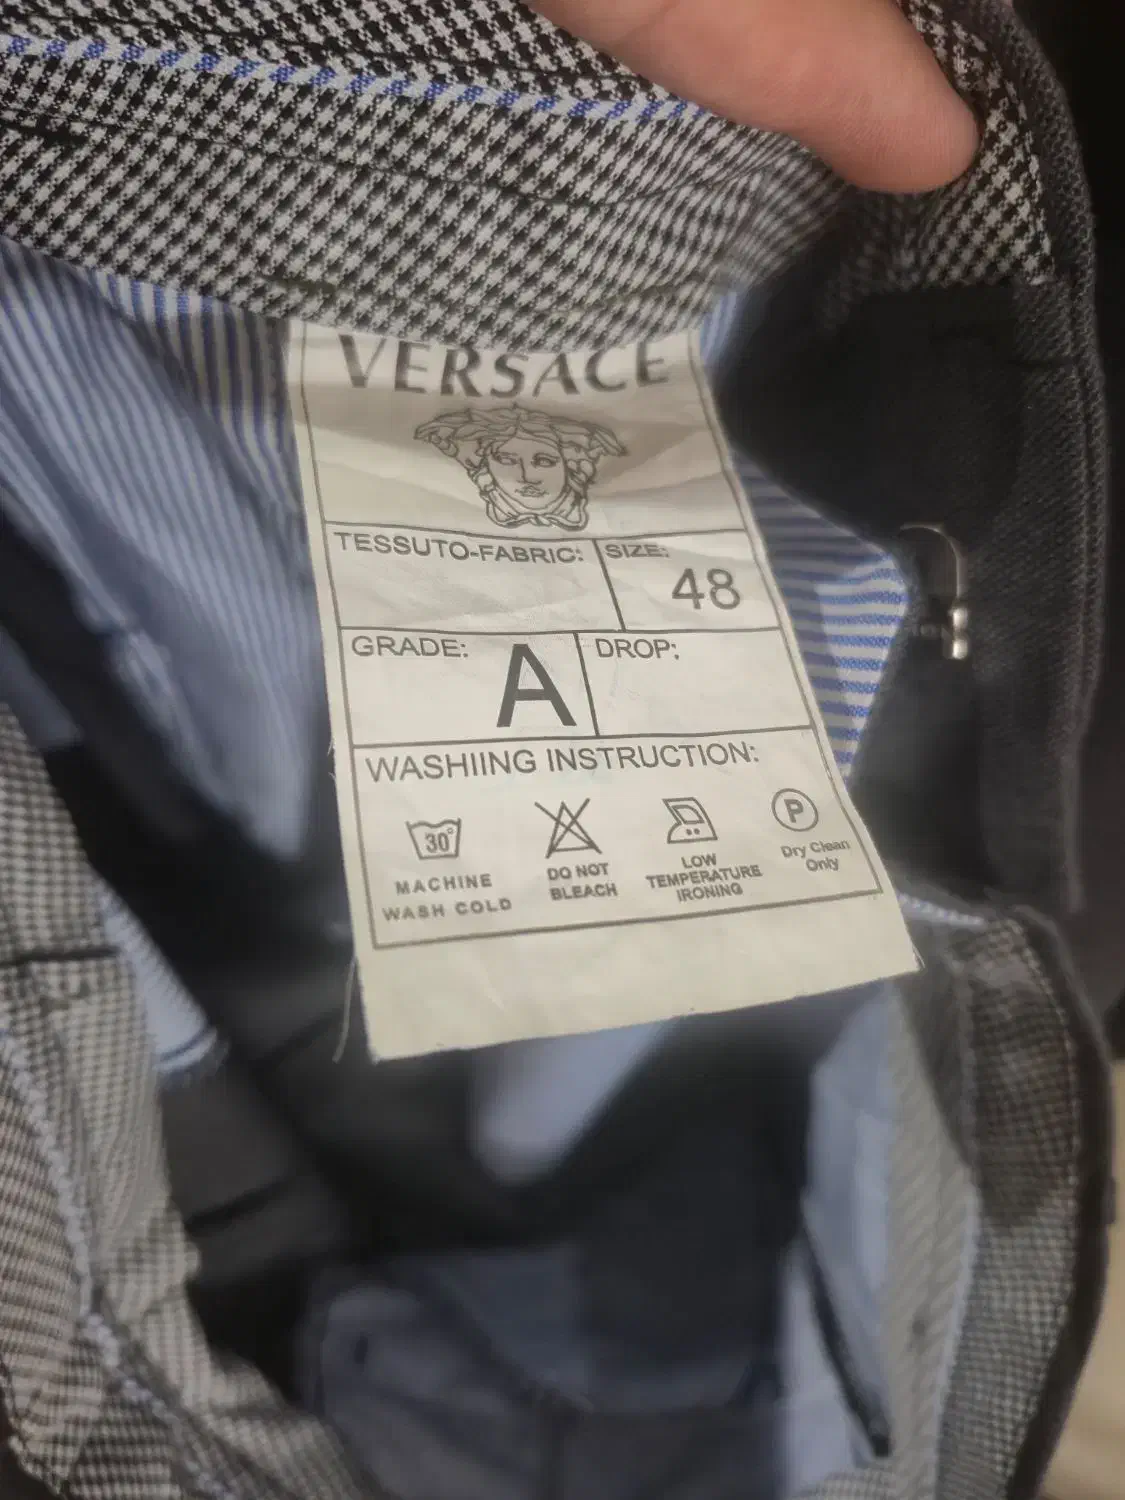 VERSACE
TESSUTO-FABRIC:
SIZE:
48
GRADE:
A
DROP:
WASHIING INSTRUCTION:
30°
MACHINE
WASH COLD
DO NOT
BLEACH
LOW
TEMPERATURE
IRONING
P
Dry Clean
Only